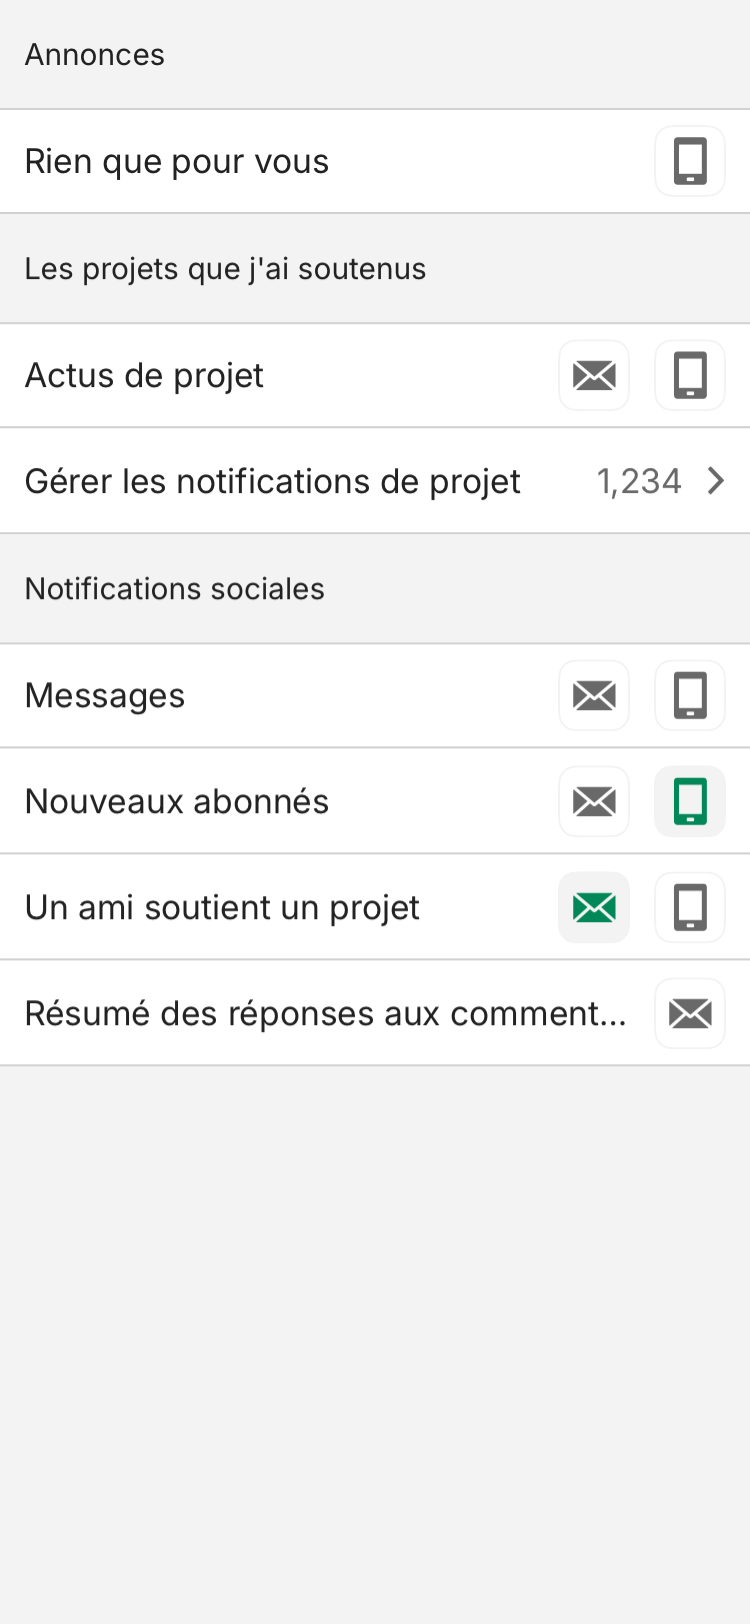 Annonces
Rien que pour vous
Les projets que j'ai soutenus
Actus de projet
Gérer les notifications de projet 1,234
Notifications sociales
Messages
Nouveaux abonnés
Un ami soutient un projet
Résumé des réponses aux comment...